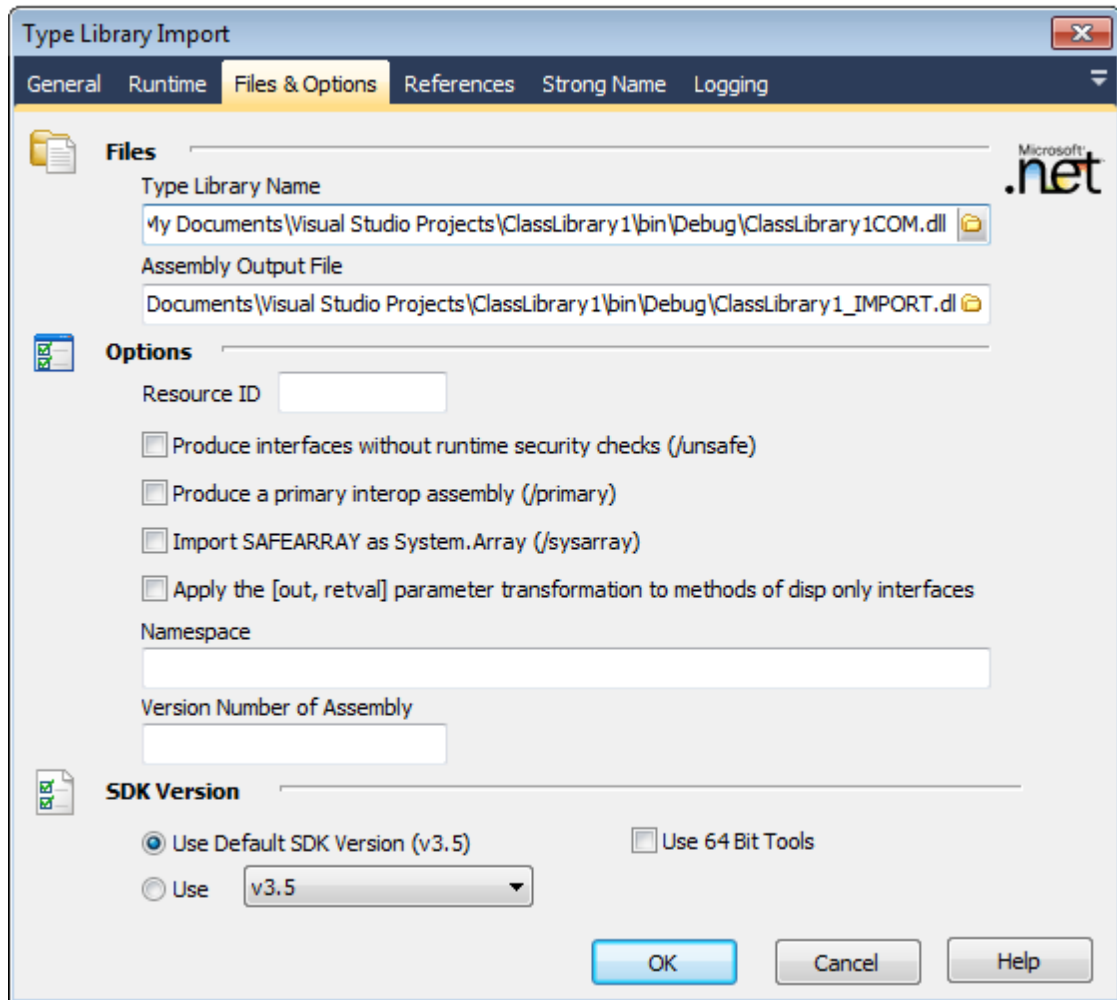 Type Library Import
General Runtime Files & Options References Strong Name Logging
Files
Microsoft
.net
Type Library Name
My Documents\Visual Studio Projects\ClassLibrary1\bin\Debug\ClassLibrary1COM.dll
Assembly Output File
Documents\Visual Studio Projects\ClassLibrary1\bin\Debug\ClassLibrary1_IMPORT.dl
Options
Resource ID
Produce interfaces without runtime security checks (/unsafe)
Produce a primary interop assembly (/primary)
Import SAFEARRAY as System.Array (/sysarray)
Apply the [out, retval] parameter transformation to methods of disp only interfaces
Namespace
Version Number of Assembly
SDK Version
Use Default SDK Version (v3.5) Use 64 Bit Tools
Use v3.5
OK Cancel Help